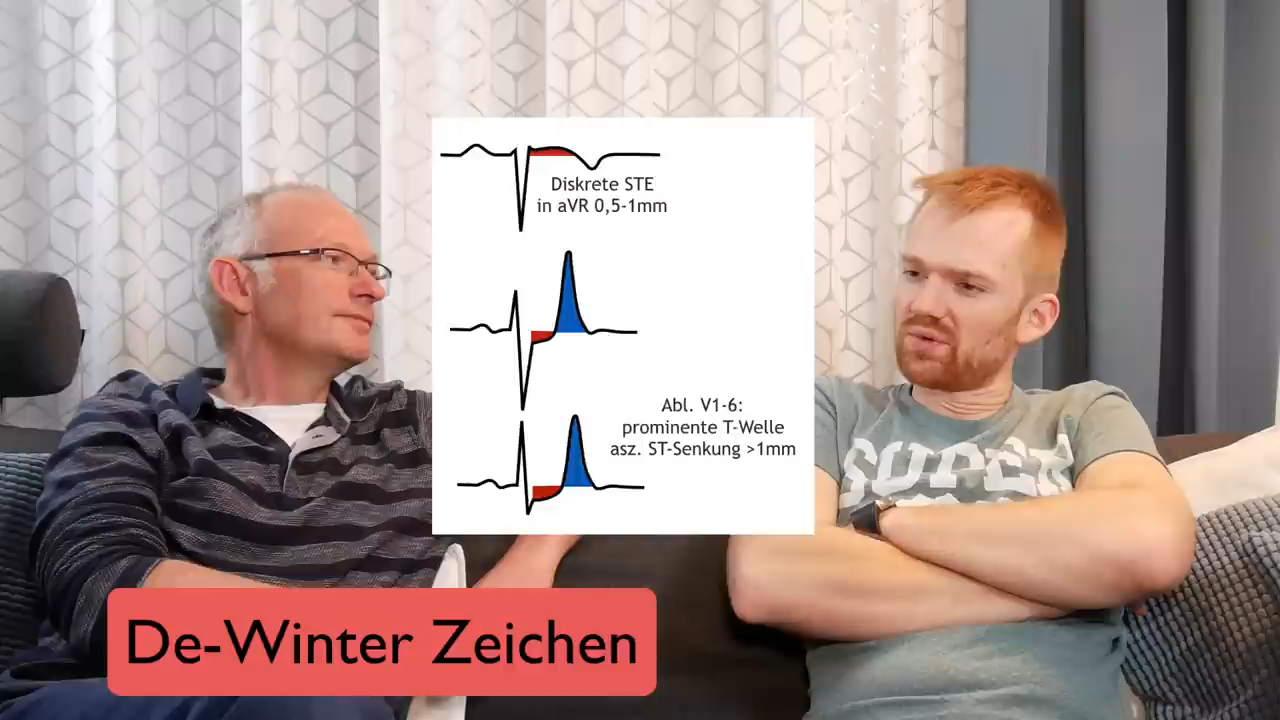 Diskrete STE
in aVR 0,5-1mm
Abl. V1-6:
prominente T-Welle
asz. ST-Senkung >1mm
SUPER
De-Winter Zeichen